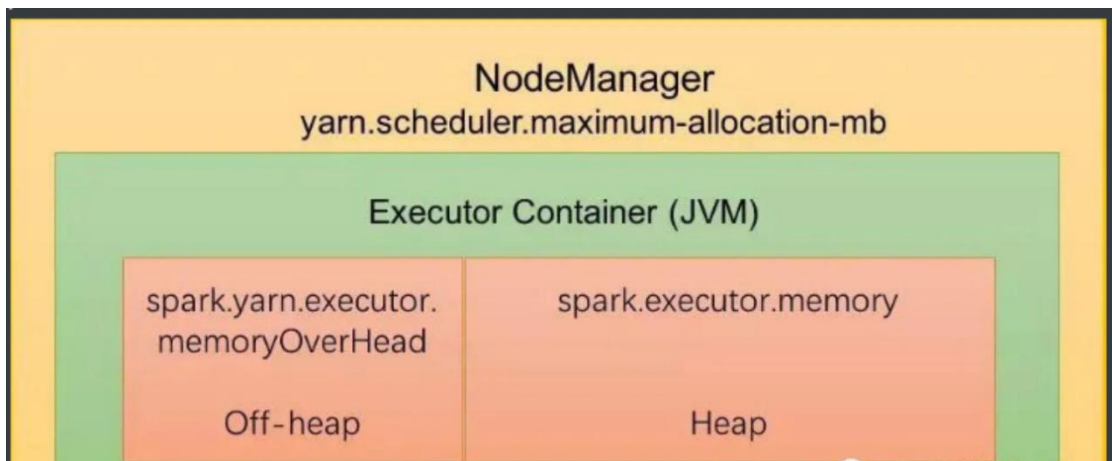 NodeManager
yarn.scheduler.maximum-allocation-mb
Executor Container (JVM)
spark.yarn.executor.
memoryOverHead
spark.executor.memory
Off-heap
Heap